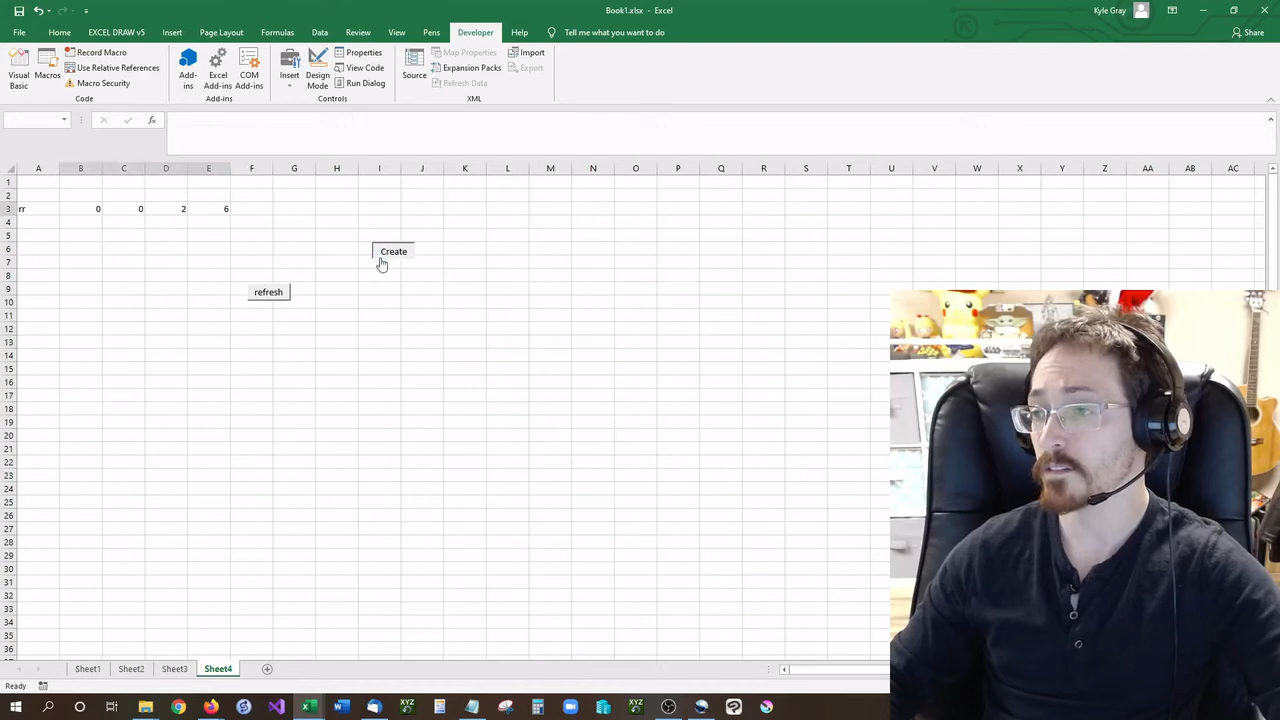 Book1.xlsx - Excel
Kyle Gray
File Home EXCEL DRAW v5 Insert Page Layout Formulas Data Review View Pens Developer Help Tell me what you want to do Share
Visual Basic
Macros
Record Macro
Use Relative References
Macro Security
Code
Add-ins
Excel Add-ins
COM Add-ins
Add-ins
Insert
Design Mode
Properties
View Code
Run Dialog
Controls
Source
Map Properties
Expansion Packs
Refresh Data
Import
Export
XML
A B C D E F G H I J K L M N O P Q R S T U V W X Y Z AA AB AC
1
2
3 rr 0 0 2 6
4
5
6 Create
7
8
9 refresh
10
11
12
13
14
15
16
17
18
19
20
21
22
23
24
25
26
27
28
29
30
31
32
33
34
35
36
Sheet1 Sheet2 Sheet3 Sheet4
Ready